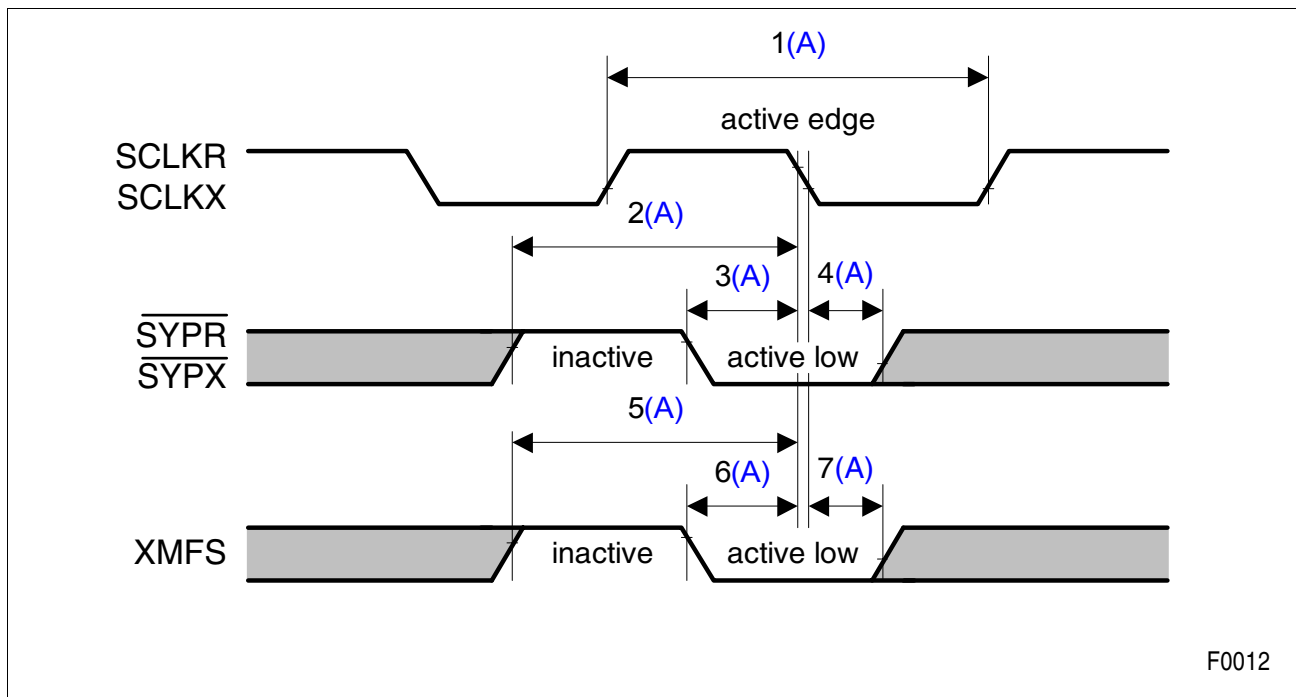 1(A)
active edge
SCLKR
SCLKX
2(A)
3(A) 4(A)
SYPR
SYPX
inactive active low
5(A)
6(A) 7(A)
XMFS inactive active low
F0012